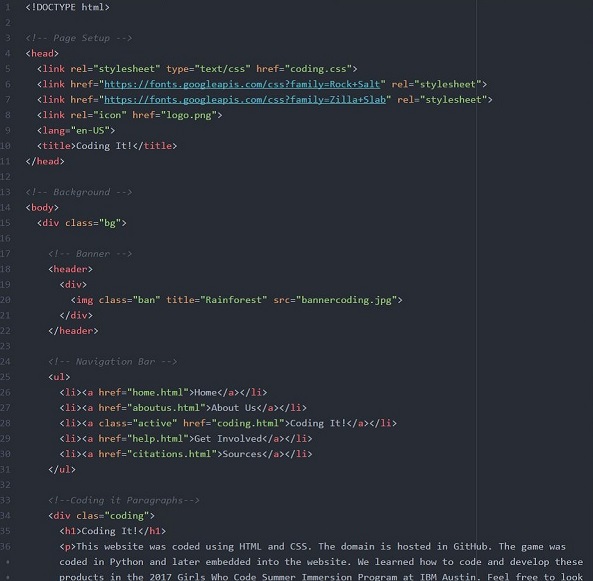 1 <!DOCTYPE html>
2
3 <!-- Page Setup -->
4 <head>
5 <link rel="stylesheet" type="text/css" href="coding.css">
6 <link href="https://fonts.googleapis.com/css?family=Rock+Salt" rel="stylesheet">
7 <link href="https://fonts.googleapis.com/css?family=Zilla+Slab" rel="stylesheet">
8 <link rel="icon" href="logo.png">
9 <lang="en-US">
10 <title>Coding It!</title>
11 </head>
12
13 <!-- Background -->
14 <body>
15 <div class="bg">
16
17 <!-- Banner -->
18 <header>
19 <div>
20 <img class="ban" title="Rainforest" src="bannercoding.jpg">
21 </div>
22 </header>
23
24 <!-- Navigation Bar -->
25 <ul>
26 <li><a href="home.html">Home</a></li>
27 <li><a href="aboutus.html">About Us</a></li>
28 <li><a class="active" href="coding.html">Coding It!</a></li>
29 <li><a href="help.html">Get Involved</a></li>
30 <li><a href="citations.html">Sources</a></li>
31 </ul>
32
33 <!--Coding it Paragraphs-->
34 <div class="coding">
35 <h1>Coding It!</h1>
36 <p>This website was coded using HTML and CSS. The domain is hosted in GitHub. The game was
• coded in Python and later embedded into the website. We learned how to code and develop these
• products in the 2017 Girls Who Code Summer Immersion Program at IBM Austin. Feel free to look